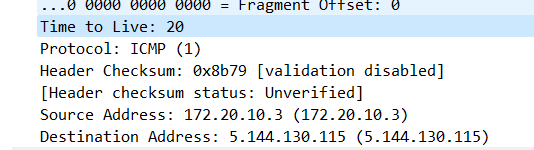 ...0 0000 0000 0000 = Fragment Offset: 0
Time to Live: 20
Protocol: ICMP (1)
Header Checksum: 0x8b79 [validation disabled]
[Header checksum status: Unverified]
Source Address: 172.20.10.3 (172.20.10.3)
Destination Address: 5.144.130.115 (5.144.130.115)